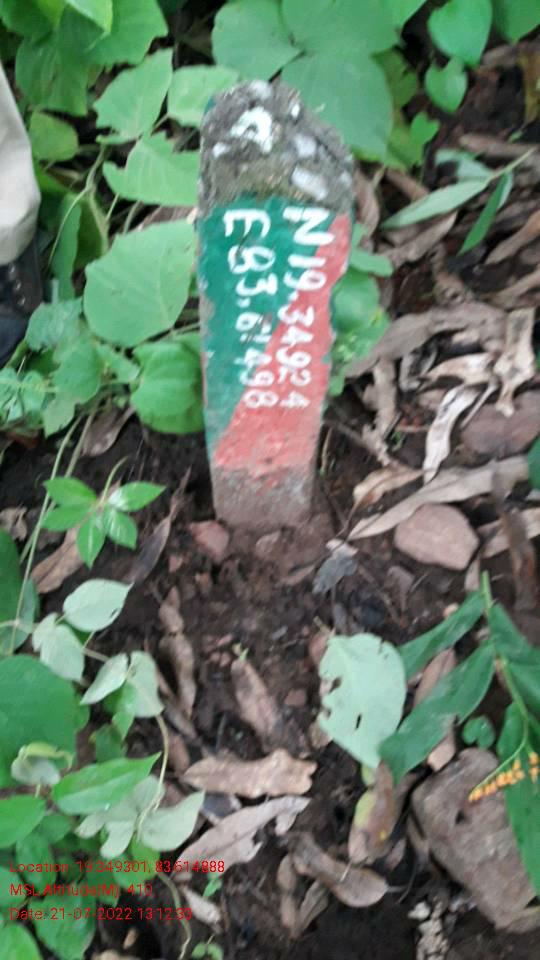 N19.34924
E83.61498
Location: 19.349301, 83.614888
MSL Altitude(M): 410
Date: 21-07-2022 13:12:33